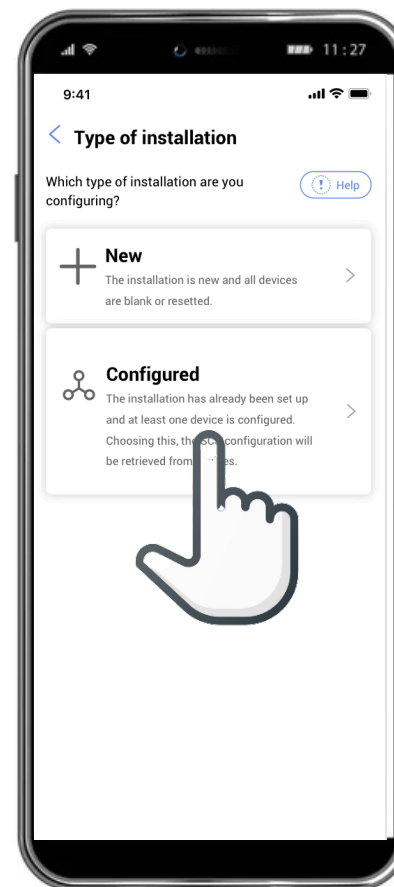 11:27
9:41
Type of installation
Which type of installation are you
configuring?
! Help
New
The installation is new and all devices
are blank or resetted.
Configured
The installation has already been set up
and at least one device is configured.
Choosing this, the configuration will
be retrieved from